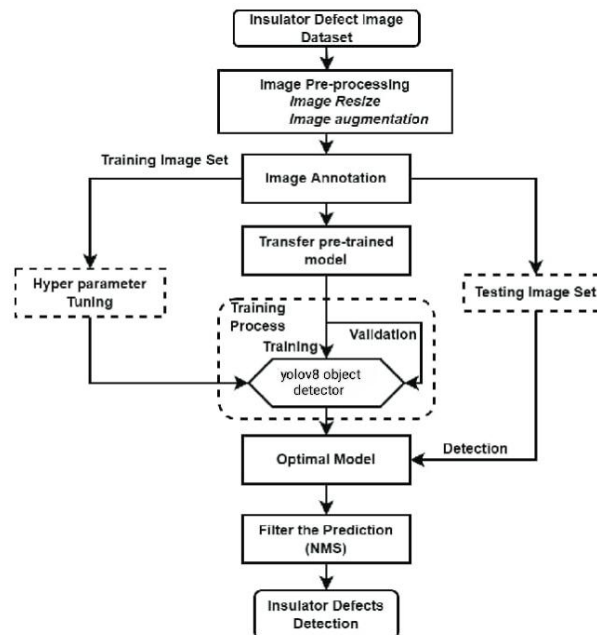 Insulator Defect Image
Dataset
Image Pre-processing
Image Resize
Image augmentation
Training Image Set
Image Annotation
Transfer pre-trained
model
Hyper parameter
Tuning
Testing Image Set
Training
Process
Validation
Training
yolov8 object
detector
Optimal Model
Detection
Filter the Prediction
(NMS)
Insulator Defects
Detection